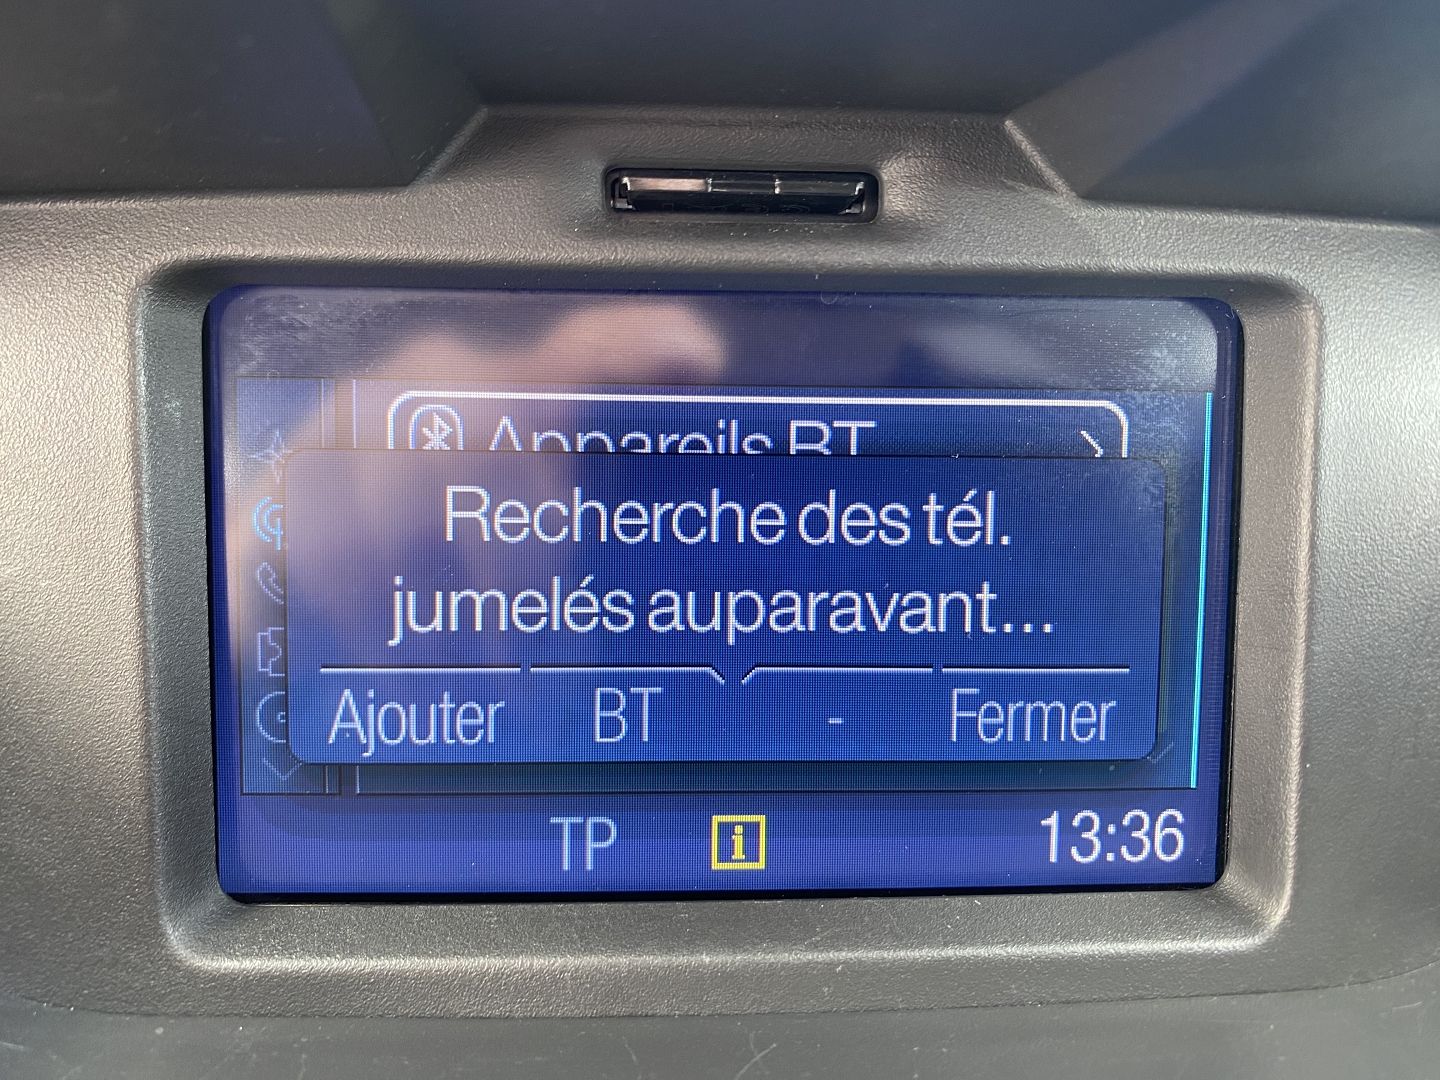 Appareils BT
Recherche des tél.
jumelés auparavant...
Ajouter BT - Fermer
TP i 13:36